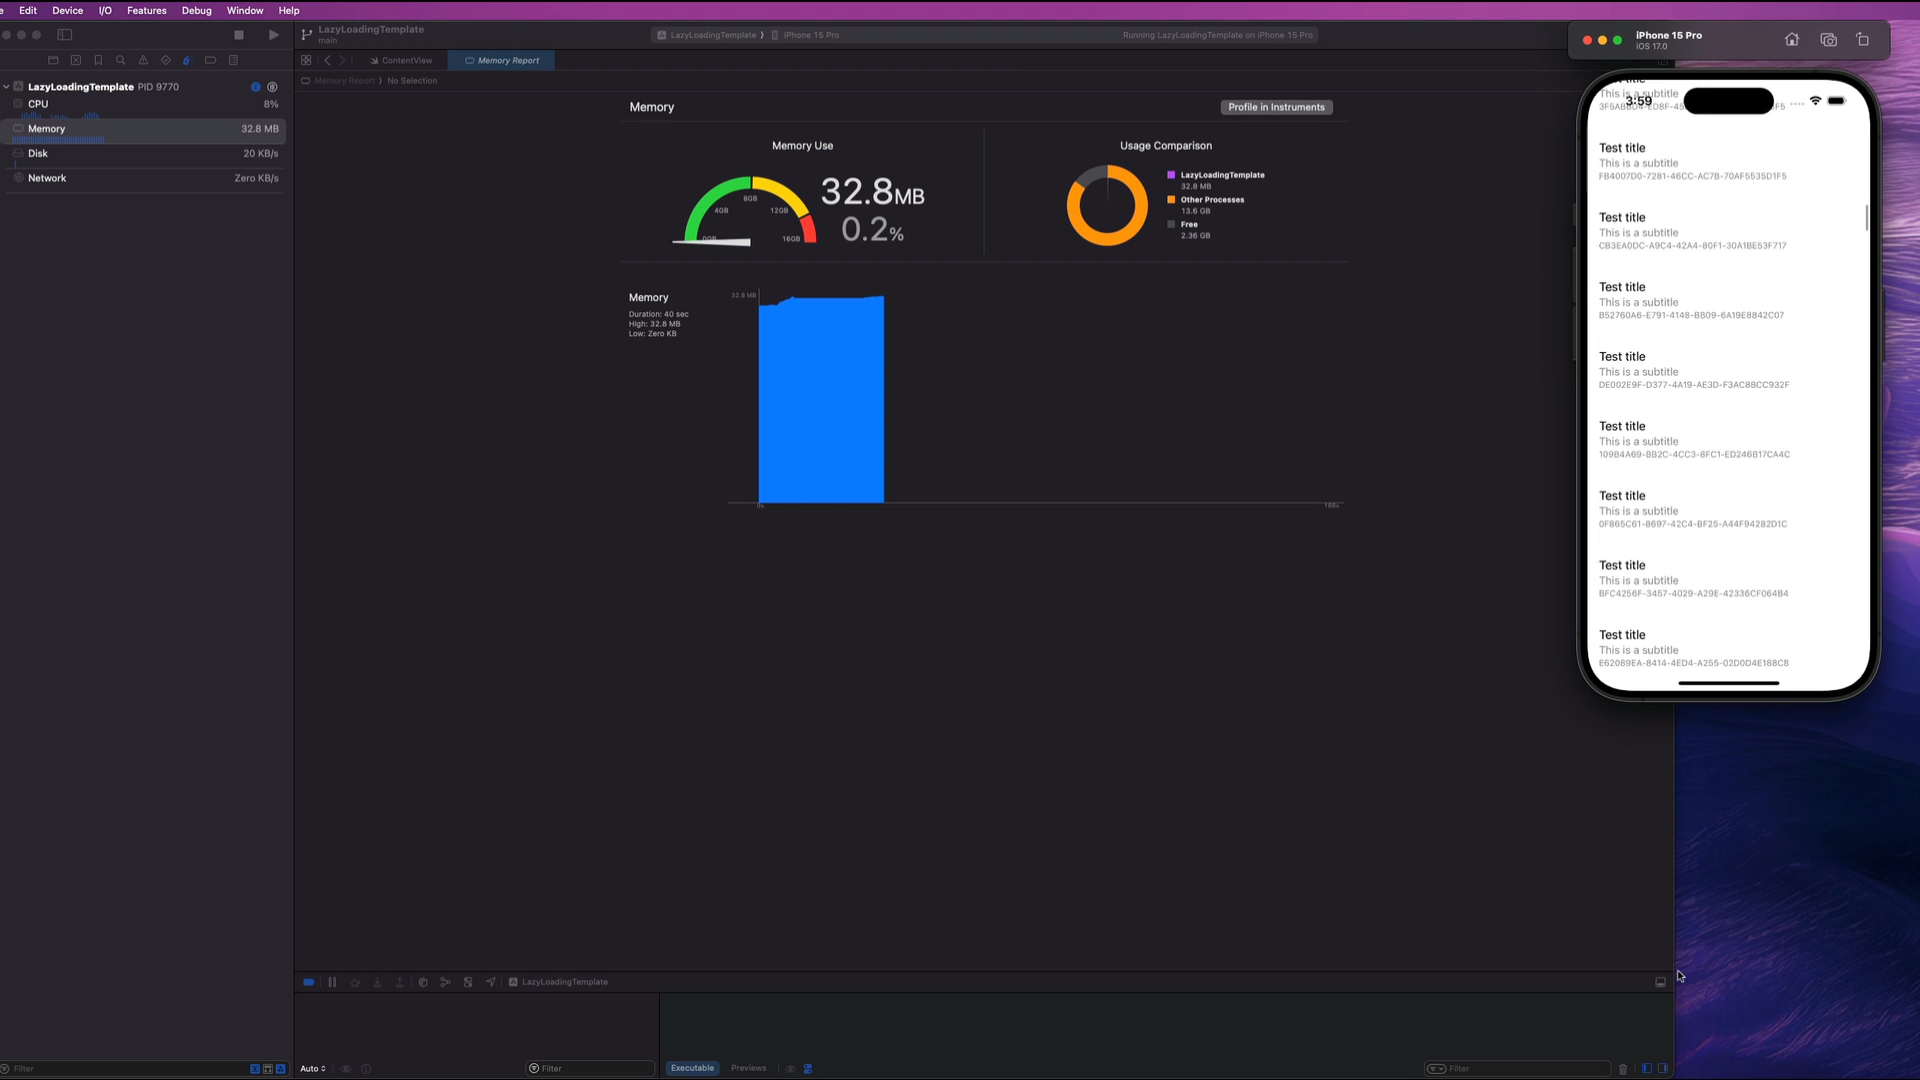 Edit Device I/O Features Debug Window Help
LazyLoadingTemplate
main
LazyLoadingTemplate iPhone 15 Pro
Running LazyLoadingTemplate on iPhone 15 Pro
ContentView
Memory Report
Memory Report No Selection
LazyLoadingTemplate PID 9770
CPU 8%
Memory 32.8 MB
Disk 20 KB/s
Network Zero KB/s
Memory
Profile in Instruments
Memory Use
0GB
4GB
8GB
12GB
16GB
32.8MB
0.2%
Usage Comparison
LazyLoadingTemplate
32.8 MB
Other Processes
13.6 GB
Free
2.36 GB
Memory
Duration: 40 sec
High: 32.8 MB
Low: Zero KB
32.8 MB
0s
LazyLoadingTemplate
Filter
Auto
Filter
Executable
Previews
Filter
iPhone 15 Pro
iOS 17.0
3:59
This is a subtitle
Test title
This is a subtitle
FB4007D0-7281-46CC-AC7B-70AF5535D1F5
Test title
This is a subtitle
CB3EA0DC-A9C4-42A4-80F1-30A1BE53F717
Test title
This is a subtitle
B52760A6-E791-4148-BB09-6A19E8842C07
Test title
This is a subtitle
DE002E9F-D377-4A19-AE3D-F3AC8BCC932F
Test title
This is a subtitle
109B4A69-BB2C-4CC3-8FC1-ED246B17CA4C
Test title
This is a subtitle
0F865C61-8697-42C4-BF25-A44F94282D1C
Test title
This is a subtitle
BFC4256F-3457-4029-A29E-42336CF064B4
Test title
This is a subtitle
E62089EA-8414-4ED4-A255-02D0D4E188C8